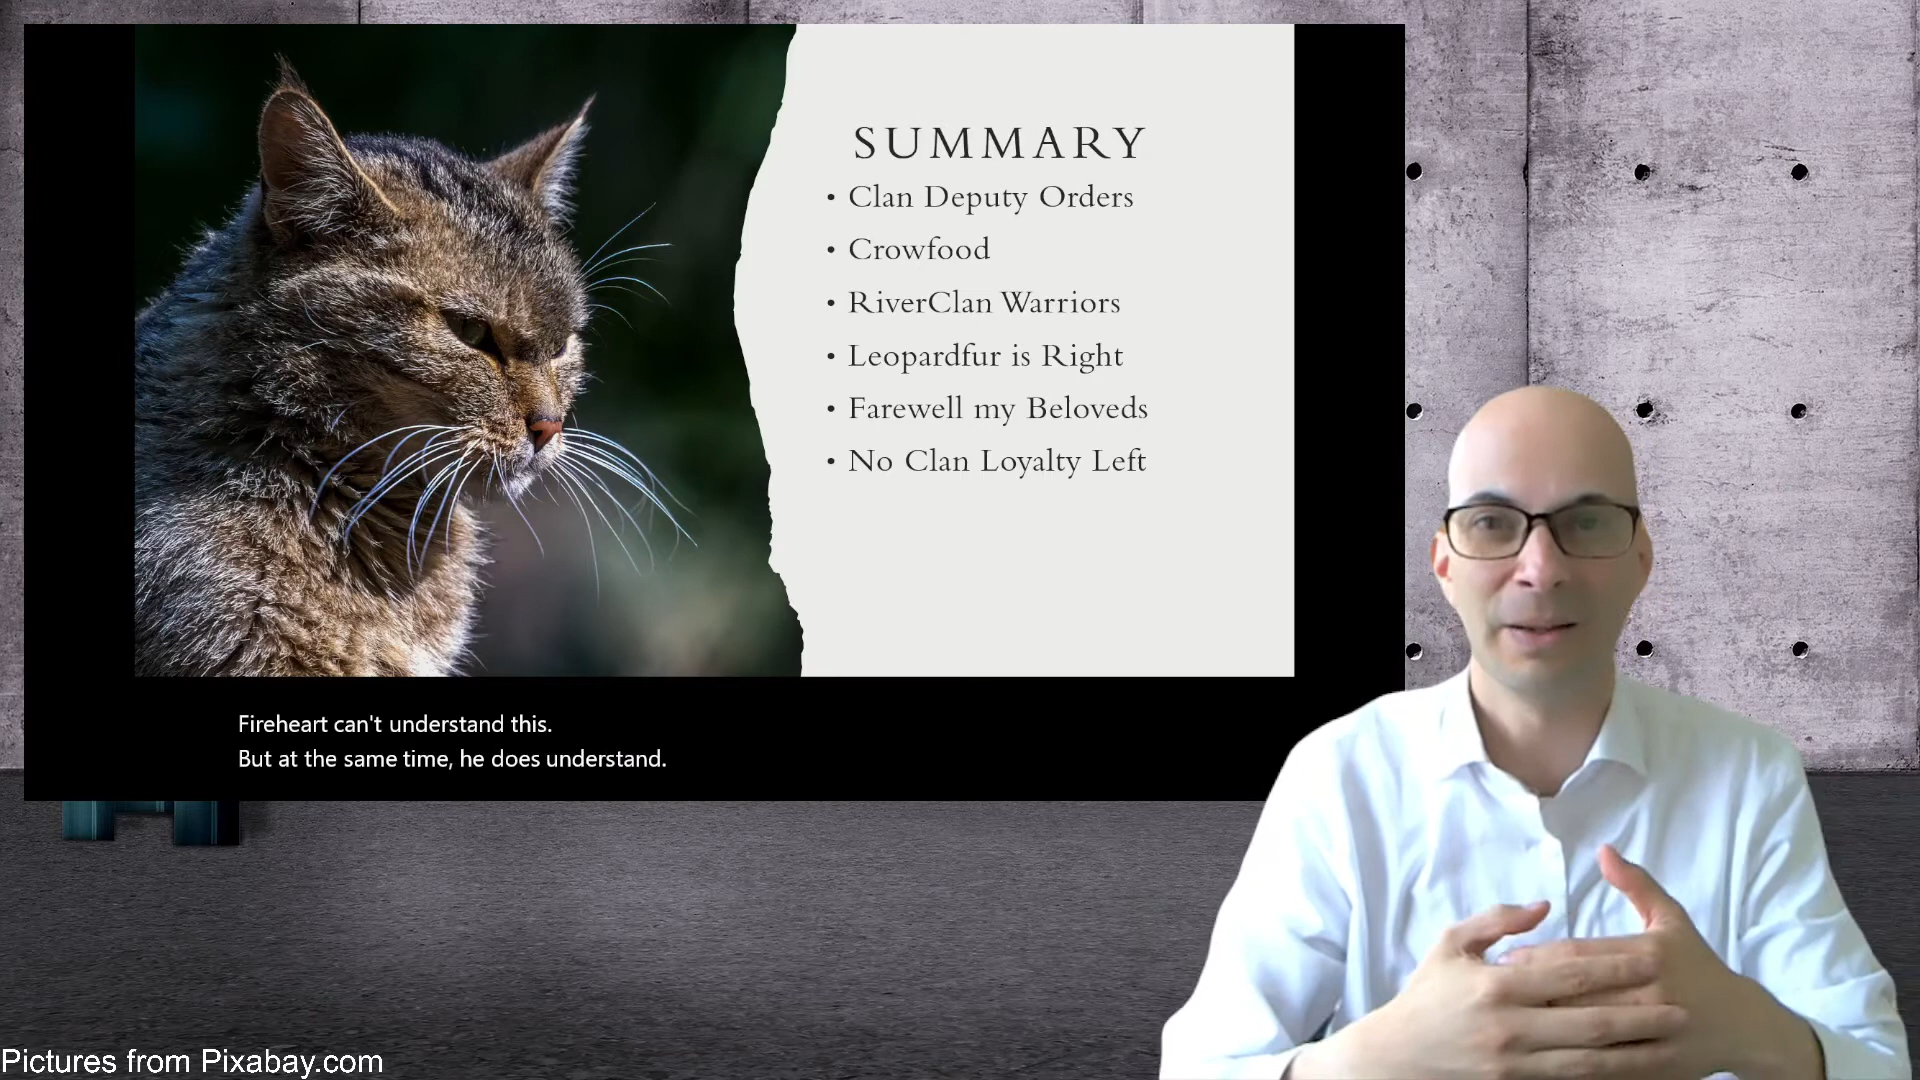 SUMMARY
• Clan Deputy Orders
• Crowfood
• RiverClan Warriors
• Leopardfur is Right
• Farewell my Beloveds
• No Clan Loyalty Left
Fireheart can't understand this.
But at the same time, he does understand.
Pictures from Pixabay.com